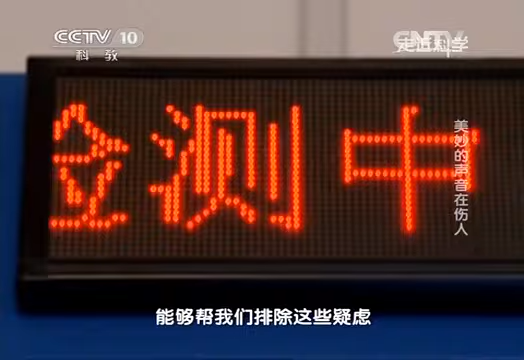 CCTV 10
科教
走近科学
检测中
美妙的声音在伤人
能够帮我们排除这些疑虑